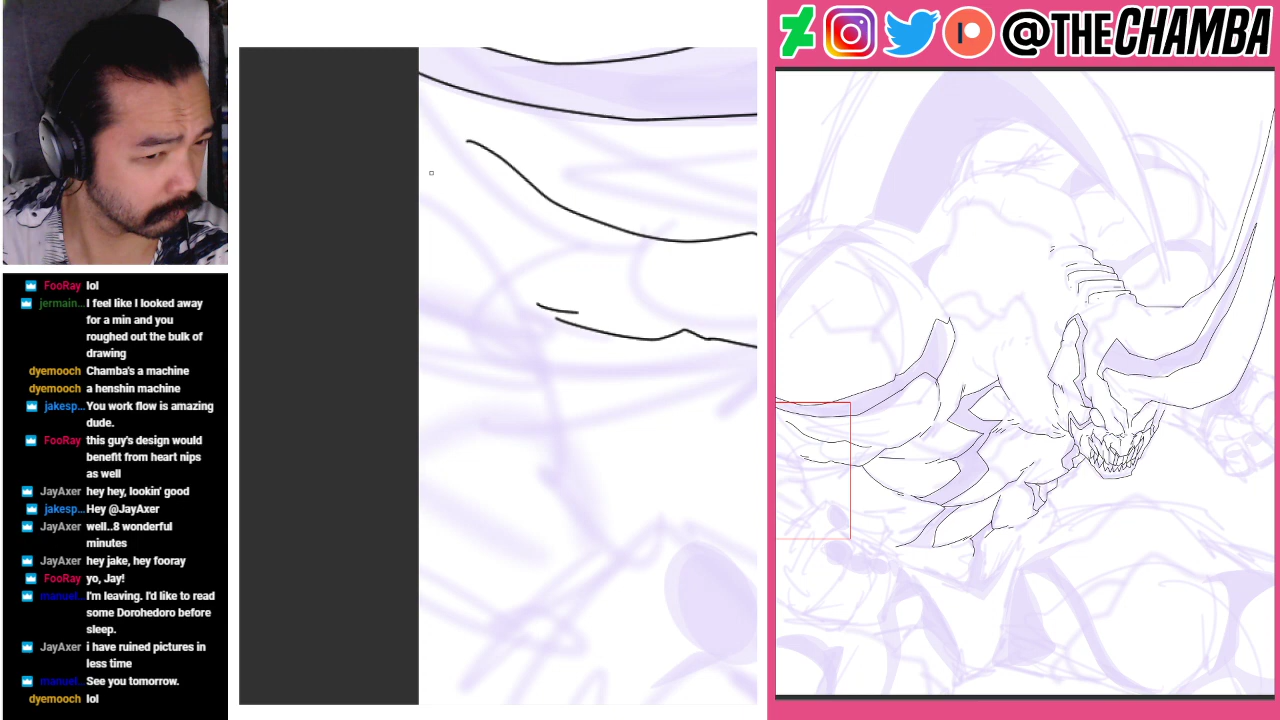 @THECHAMBA
FooRay lol
jermain... I feel like I looked away
for a min and you
roughed out the bulk of
drawing
dyemooch Chamba's a machine
dyemooch a henshin machine
jakesp... You work flow is amazing
dude.
FooRay this guy's design would
benefit from heart nips
as well
JayAxer hey hey, lookin' good
jakesp... Hey @JayAxer
JayAxer well..8 wonderful
minutes
JayAxer hey jake, hey fooray
FooRay yo, Jay!
manuel... I'm leaving. I'd like to read
some Dorohedoro before
sleep.
JayAxer i have ruined pictures in
less time
manuel... See you tomorrow.
dyemooch lol